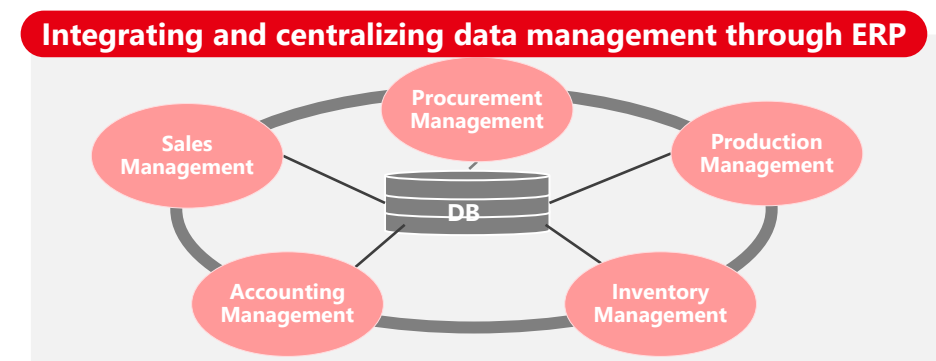 Integrating and centralizing data management through ERP
Procurement
Management
Sales
Management
Production
Management
DB
Accounting
Management
Inventory
Management